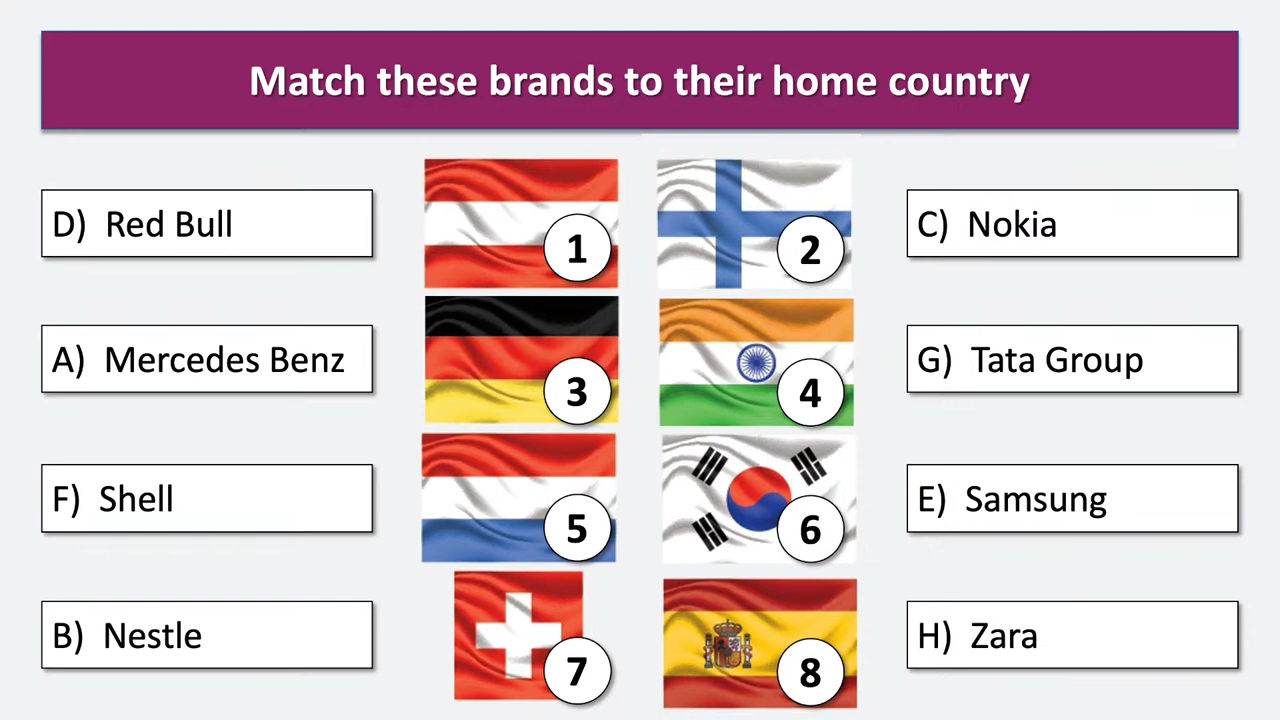 Match these brands to their home country
D) Red Bull
1
2
C) Nokia
A) Mercedes Benz
3
4
G) Tata Group
F) Shell
5
6
E) Samsung
B) Nestle
7
8
H) Zara